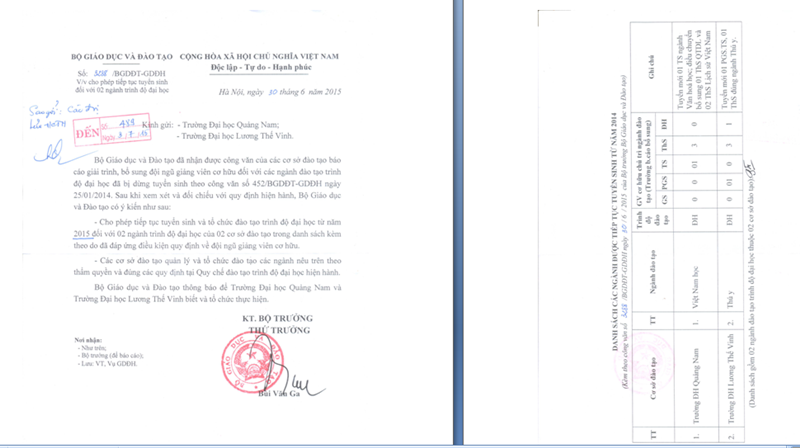 BỘ GIÁO DỤC VÀ ĐÀO TẠO
CỘNG HÒA XÃ HỘI CHỦ NGHĨA VIỆT NAM
Độc lập - Tự do - Hạnh phúc
Số: /BGDĐT-GDĐH
V/v cho phép tiếp tục tuyển sinh
đối với 02 ngành trình độ đại học
Hà Nội, ngày 30 tháng 6 năm 2015
ĐẾN
Số
Ngày
Kính gửi: - Trường Đại học Quảng Nam;
- Trường Đại học Lương Thế Vinh.
Bộ Giáo dục và Đào tạo đã nhận được công văn của các cơ sở đào tạo báo
cáo giải trình, bổ sung đội ngũ giảng viên cơ hữu đối với các ngành đào tạo trình
độ đại học đã bị dừng tuyển sinh theo công văn số 452/BGDĐT-GDĐH ngày
25/01/2014. Sau khi xem xét và đối chiếu với quy định hiện hành, Bộ Giáo dục
và Đào tạo có ý kiến như sau:
- Cho phép tiếp tục tuyển sinh và tổ chức đào tạo trình độ đại học từ năm
2015 đối với 02 ngành trình độ đại học của 02 cơ sở đào tạo trong danh sách kèm
theo do đã đáp ứng điều kiện quy định về đội ngũ giảng viên cơ hữu.
- Các cơ sở đào tạo quản lý và tổ chức đào tạo các ngành nêu trên theo
thẩm quyền và đúng các quy định tại Quy chế đào tạo trình độ đại học hiện hành.
Bộ Giáo dục và Đào tạo thông báo để Trường Đại học Quảng Nam và
Trường Đại học Lương Thế Vinh biết và tổ chức thực hiện.
KT. BỘ TRƯỞNG
THỨ TRƯỞNG
Bùi Văn Ga
Nơi nhận:
- Như trên;
- Bộ trưởng (để báo cáo);
- Lưu: VT, Vụ GDĐH.
DANH SÁCH CÁC NGÀNH ĐƯỢC TIẾP TỤC TUYỂN SINH TỪ NĂM 2014
(Kèm theo công văn số /BGDĐT-GDĐH ngày 30/6/2015 của Bộ trưởng Bộ Giáo dục và Đào tạo)
TT Cơ sở đào tạo TT Ngành đào tạo Trình độ đào tạo GV cơ hữu chủ trì ngành đào tạo (Trường b.cáo bổ sung) Ghi chú
GS PGS TS ThS ĐH
1. Trường ĐH Quảng Nam 1. Việt Nam học ĐH 0 0 01 3 0 Tuyển mới 01 TS ngành Văn hoá học; điều chuyển bổ sung 01 ThS QTDL và 02 ThS Lịch sử Việt Nam
2. Trường ĐH Lương Thế Vinh 2. Thú y ĐH 0 01 0 3 1 Tuyển mới 01 PGS.TS, 01 ThS đúng ngành Thú y.
(Danh sách gồm 02 ngành đào tạo trình độ đại học thuộc 02 cơ sở đào tạo)